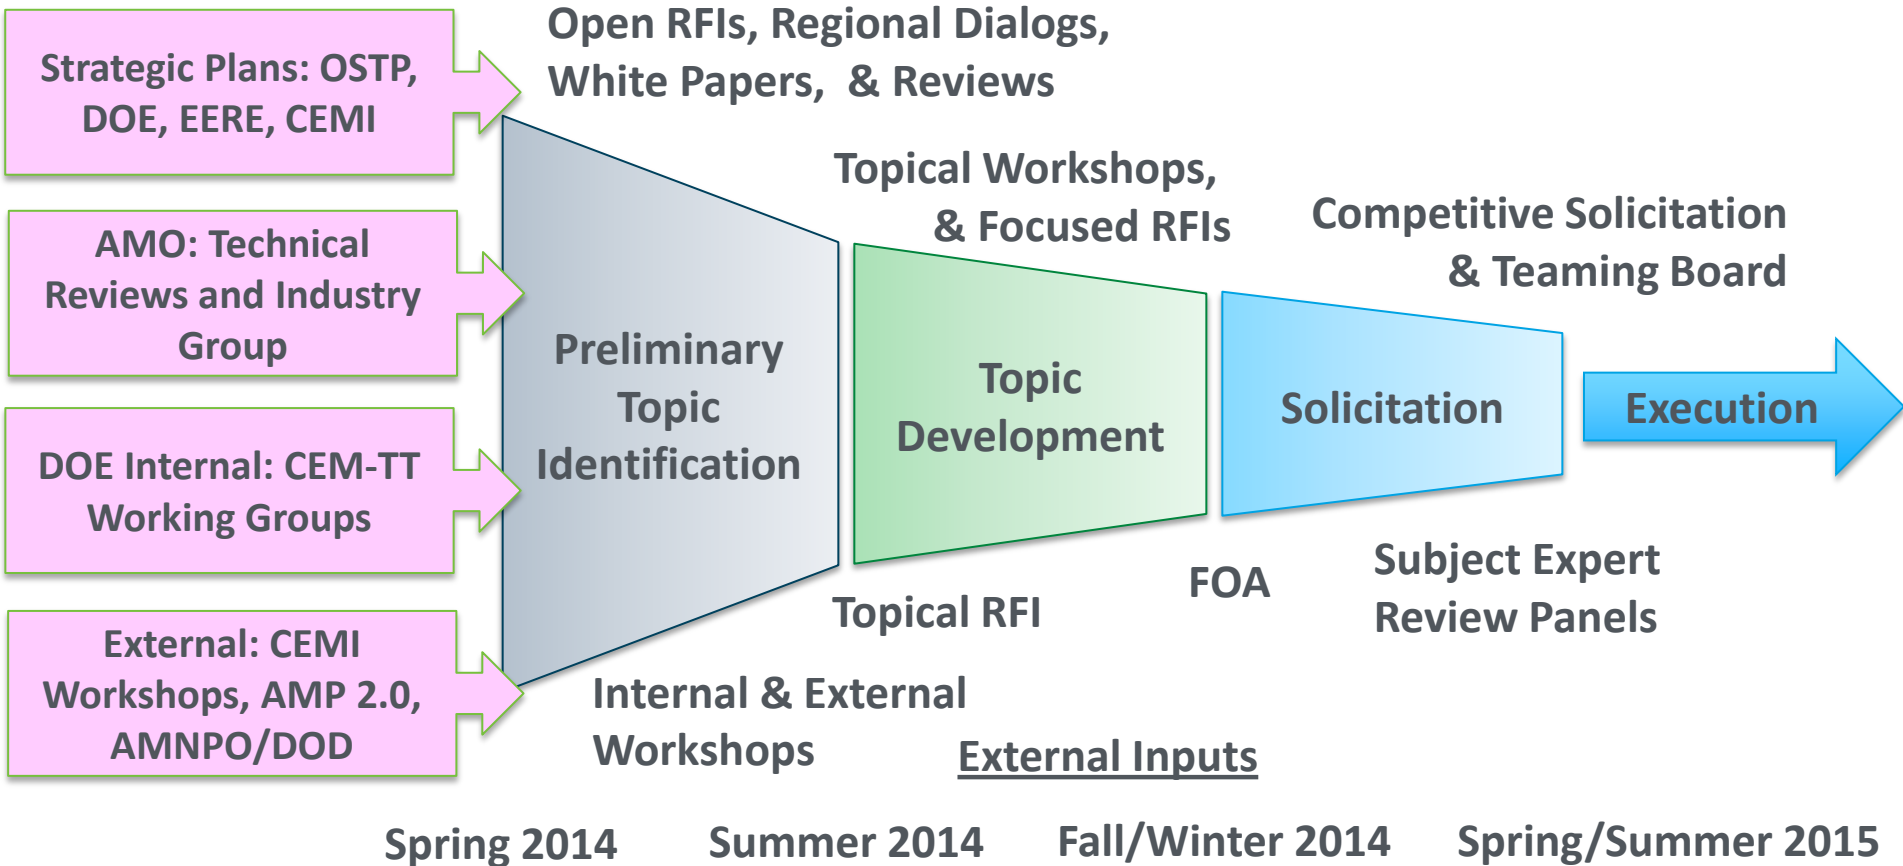 Strategic Plans: OSTP,
DOE, EERE, CEMI
AMO: Technical
Reviews and Industry
Group
DOE Internal: CEM-TT
Working Groups
External: CEMI
Workshops, AMP 2.0,
AMNPO/DOD
Open RFIs, Regional Dialogs,
White Papers, & Reviews
Preliminary
Topic
Identification
Internal & External
Workshops
Topical Workshops,
& Focused RFIs
Topic
Development
Topical RFI
Competitive Solicitation
& Teaming Board
Solicitation
FOA
Subject Expert
Review Panels
Execution
External Inputs
Spring 2014
Summer 2014
Fall/Winter 2014
Spring/Summer 2015